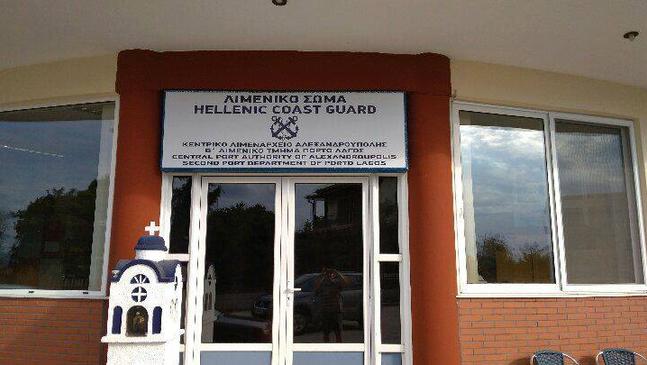 ΛΙΜΕΝΙΚΟ ΣΩΜΑ
HELLENIC COAST GUARD
ΚΕΝΤΡΙΚΟ ΛΙΜΕΝΑΡΧΕΙΟ ΑΛΕΞΑΝΔΡΟΥΠΟΛΗΣ
Β΄ ΛΙΜΕΝΙΚΟ ΤΜΗΜΑ ΠΟΡΤΟ ΛΑΓΟΣ
CENTRAL PORT AUTHORITY OF ALEXANDROUPOLIS
SECOND PORT DEPARTMENT OF PORTO LAGOS